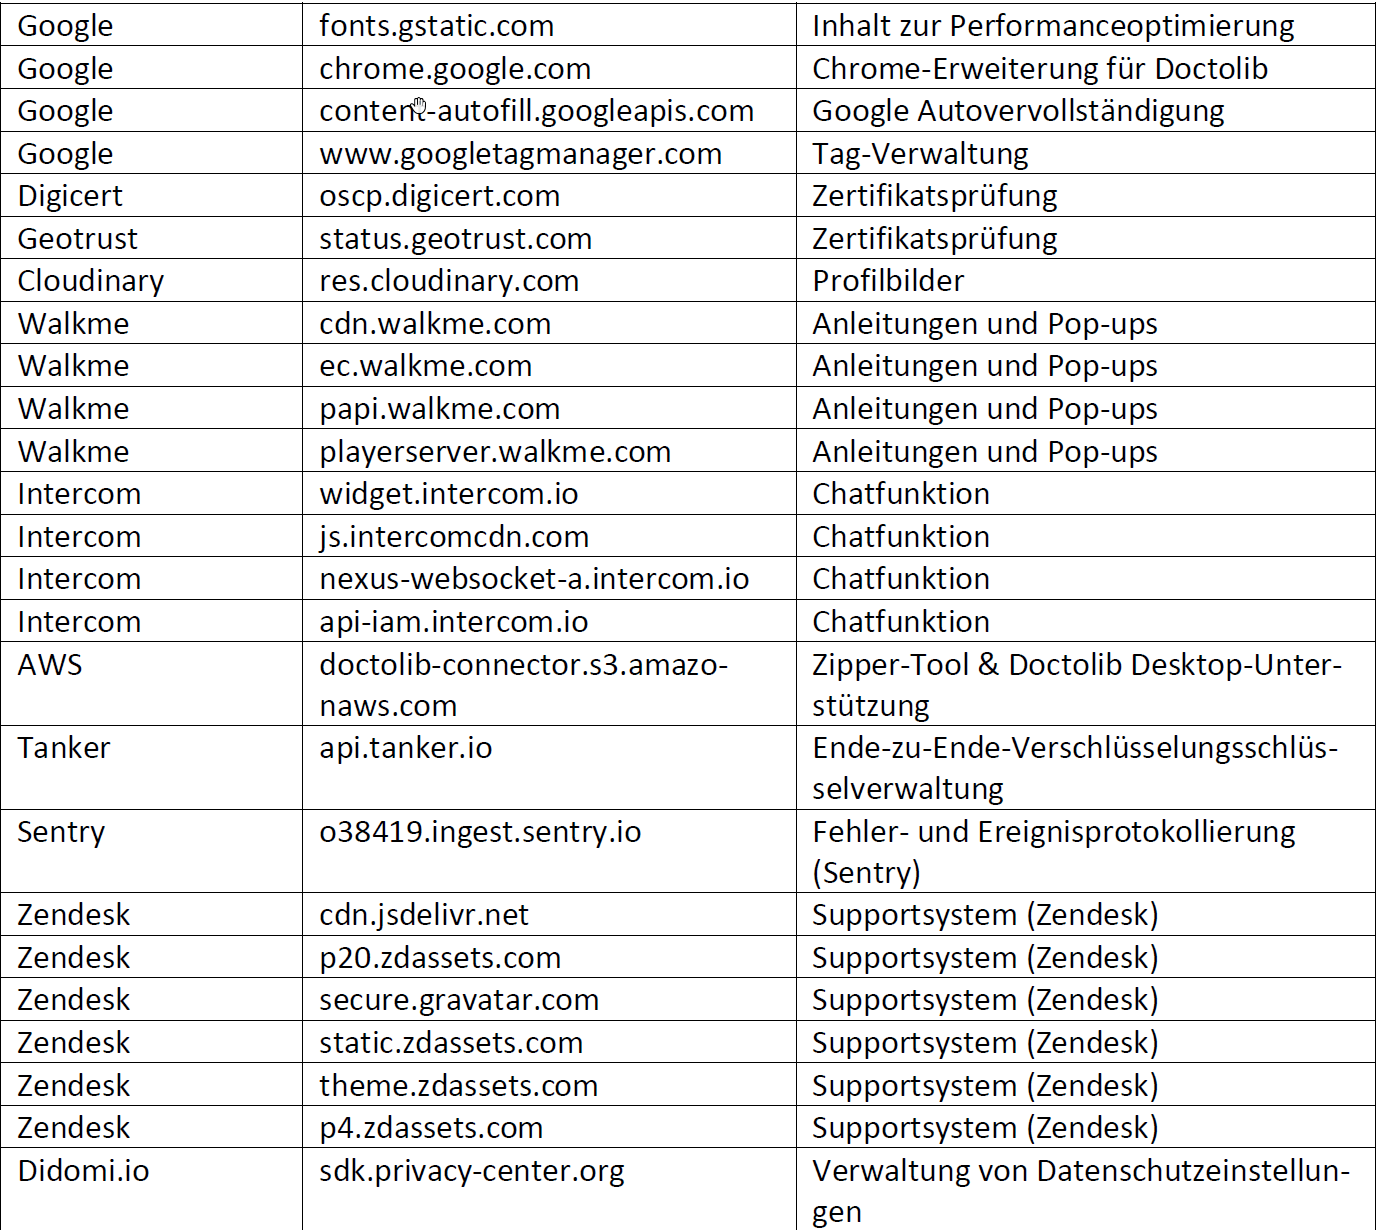 Google fonts.gstatic.com Inhalt zur Performanceoptimierung
Google chrome.google.com Chrome-Erweiterung für Doctolib
Google content-autofill.googleapis.com Google Autovervollständigung
Google www.googletagmanager.com Tag-Verwaltung
Digicert oscp.digicert.com Zertifikatsprüfung
Geotrust status.geotrust.com Zertifikatsprüfung
Cloudinary res.cloudinary.com Profilbilder
Walkme cdn.walkme.com Anleitungen und Pop-ups
Walkme ec.walkme.com Anleitungen und Pop-ups
Walkme papi.walkme.com Anleitungen und Pop-ups
Walkme playerserver.walkme.com Anleitungen und Pop-ups
Intercom widget.intercom.io Chatfunktion
Intercom js.intercomcdn.com Chatfunktion
Intercom nexus-websocket-a.intercom.io Chatfunktion
Intercom api-iam.intercom.io Chatfunktion
AWS doctolib-connector.s3.amazo- Zipper-Tool & Doctolib Desktop-Unter-
naws.com stützung
Tanker api.tanker.io Ende-zu-Ende-Verschlüsselungsschlüs-
selverwaltung
Sentry o38419.ingest.sentry.io Fehler- und Ereignisprotokollierung
(Sentry)
Zendesk cdn.jsdelivr.net Supportsystem (Zendesk)
Zendesk p20.zdassets.com Supportsystem (Zendesk)
Zendesk secure.gravatar.com Supportsystem (Zendesk)
Zendesk static.zdassets.com Supportsystem (Zendesk)
Zendesk theme.zdassets.com Supportsystem (Zendesk)
Zendesk p4.zdassets.com Supportsystem (Zendesk)
Didomi.io sdk.privacy-center.org Verwaltung von Datenschutzeinstellun-
gen